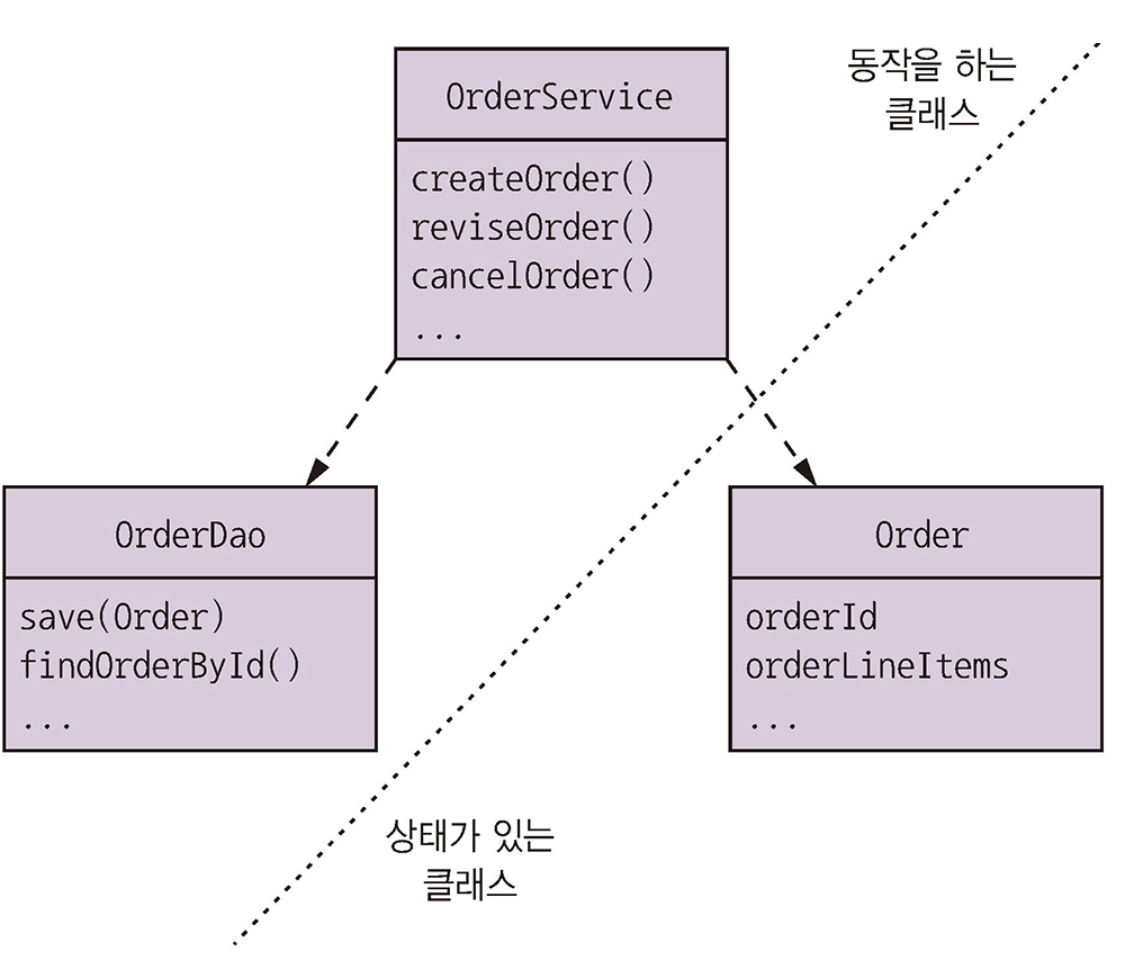 동작을 하는
클래스
OrderService
createOrder()
reviseOrder()
cancelOrder()
...
OrderDao
save(Order)
findOrderById()
...
Order
orderId
orderLineItems
...
상태가 있는
클래스